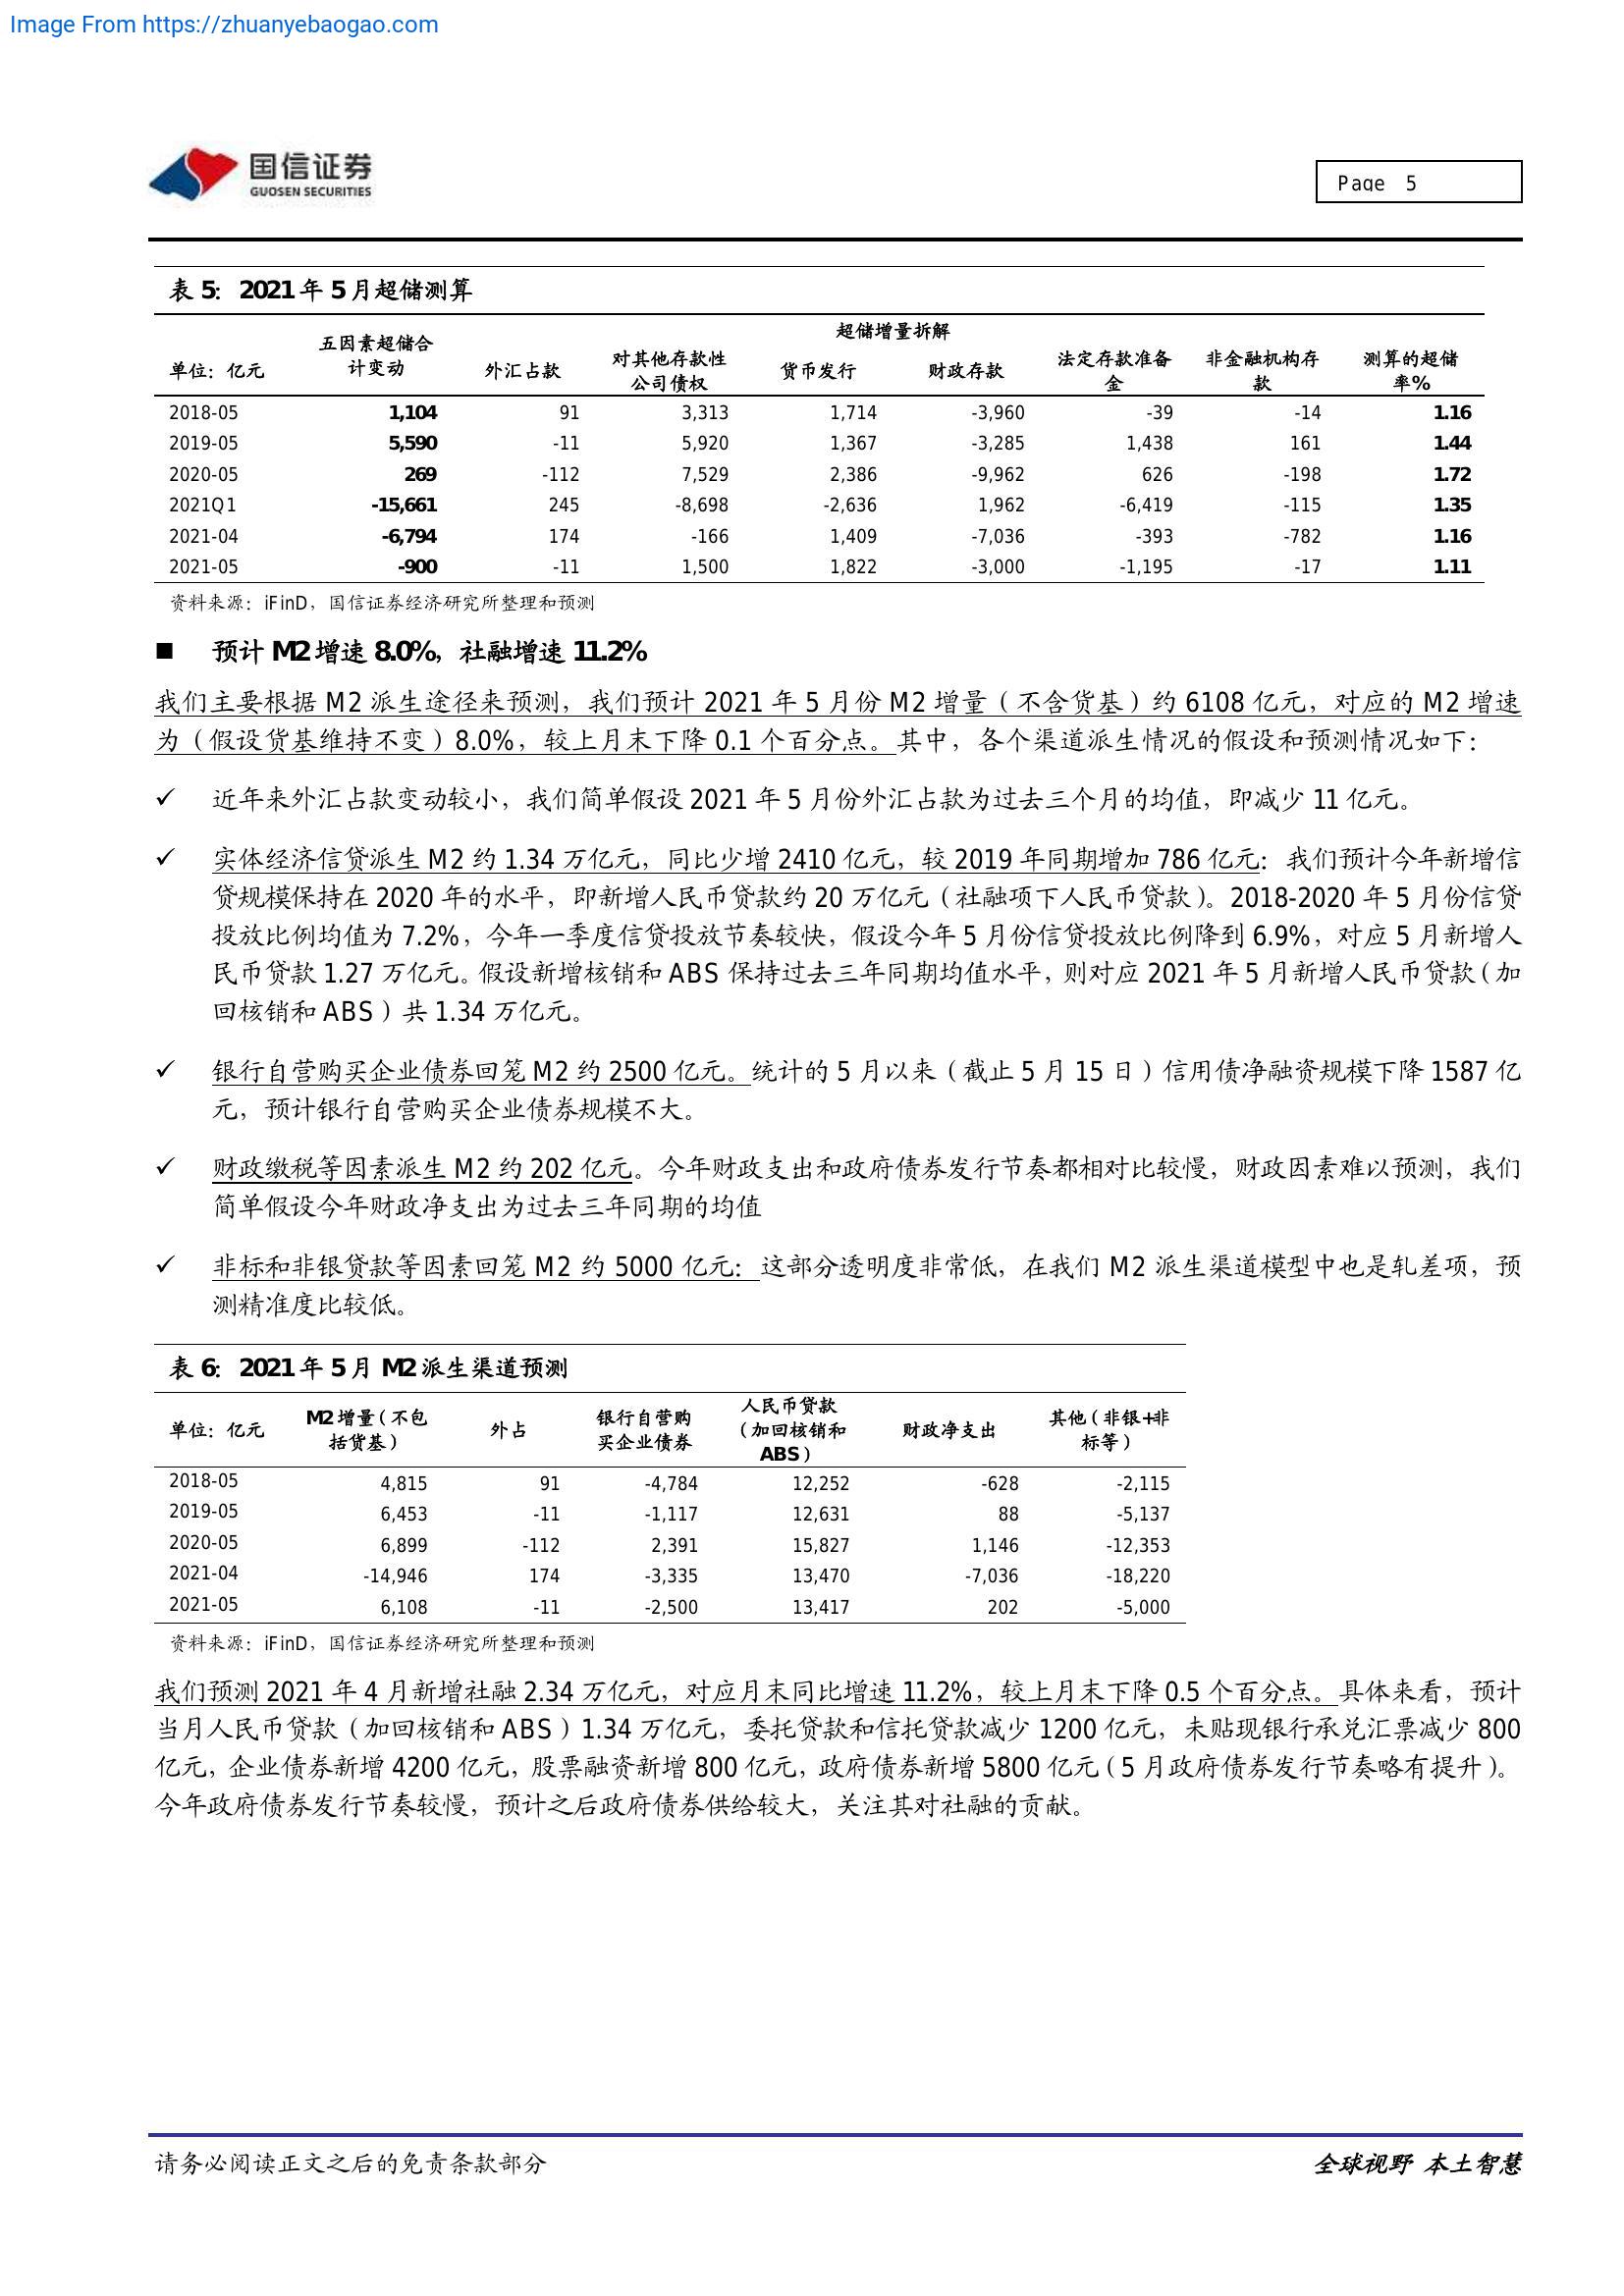 Image From https://zhuanyebaogao.com
国信证券
GUOSEN SECURITIES
Page 5
表 5：2021 年 5 月超储测算
超储增量拆解
单位：亿元 五因素超储合计变动 外汇占款 对其他存款性公司债权 货币发行 财政存款 法定存款准备金 非金融机构存款 测算的超储率%
2018-05 1,104 91 3,313 1,714 -3,960 -39 -14 1.16
2019-05 5,590 -11 5,920 1,367 -3,285 1,438 161 1.44
2020-05 269 -112 7,529 2,386 -9,962 626 -198 1.72
2021Q1 -15,661 245 -8,698 -2,636 1,962 -6,419 -115 1.35
2021-04 -6,794 174 -166 1,409 -7,036 -393 -782 1.16
2021-05 -900 -11 1,500 1,822 -3,000 -1,195 -17 1.11
资料来源：iFinD，国信证券经济研究所整理和预测
■ 预计 M2 增速 8.0%，社融增速 11.2%
我们主要根据 M2 派生途径来预测，我们预计 2021 年 5 月份 M2 增量（不含货基）约 6108 亿元，对应的 M2 增速
为（假设货基维持不变）8.0%，较上月末下降 0.1 个百分点。其中，各个渠道派生情况的假设和预测情况如下：
✓ 近年来外汇占款变动较小，我们简单假设 2021 年 5 月份外汇占款为过去三个月的均值，即减少 11 亿元。
✓ 实体经济信贷派生 M2 约 1.34 万亿元，同比少增 2410 亿元，较 2019 年同期增加 786 亿元：我们预计今年新增信
贷规模保持在 2020 年的水平，即新增人民币贷款约 20 万亿元（社融项下人民币贷款）。2018-2020 年 5 月份信贷
投放比例均值为 7.2%，今年一季度信贷投放节奏较快，假设今年 5 月份信贷投放比例降到 6.9%，对应 5 月新增人
民币贷款 1.27 万亿元。假设新增核销和 ABS 保持过去三年同期均值水平，则对应 2021 年 5 月新增人民币贷款（加
回核销和 ABS）共 1.34 万亿元。
✓ 银行自营购买企业债券回笼 M2 约 2500 亿元。统计的 5 月以来（截止 5 月 15 日）信用债净融资规模下降 1587 亿
元，预计银行自营购买企业债券规模不大。
✓ 财政缴税等因素派生 M2 约 202 亿元。今年财政支出和政府债券发行节奏都相对比较慢，财政因素难以预测，我们
简单假设今年财政净支出为过去三年同期的均值
✓ 非标和非银贷款等因素回笼 M2 约 5000 亿元：这部分透明度非常低，在我们 M2 派生渠道模型中也是轧差项，预
测精准度比较低。
表 6：2021 年 5 月 M2 派生渠道预测
单位：亿元 M2 增量（不包括货基） 外占 银行自营购买企业债券 人民币贷款（加回核销和 ABS） 财政净支出 其他（非银+非标等）
2018-05 4,815 91 -4,784 12,252 -628 -2,115
2019-05 6,453 -11 -1,117 12,631 88 -5,137
2020-05 6,899 -112 2,391 15,827 1,146 -12,353
2021-04 -14,946 174 -3,335 13,470 -7,036 -18,220
2021-05 6,108 -11 -2,500 13,417 202 -5,000
资料来源：iFinD，国信证券经济研究所整理和预测
我们预测 2021 年 4 月新增社融 2.34 万亿元，对应月末同比增速 11.2%，较上月末下降 0.5 个百分点。具体来看，预计
当月人民币贷款（加回核销和 ABS）1.34 万亿元，委托贷款和信托贷款减少 1200 亿元，未贴现银行承兑汇票减少 800
亿元，企业债券新增 4200 亿元，股票融资新增 800 亿元，政府债券新增 5800 亿元（5 月政府债券发行节奏略有提升）。
今年政府债券发行节奏较慢，预计之后政府债券供给较大，关注其对社融的贡献。
请务必阅读正文之后的免责条款部分
全球视野 本土智慧